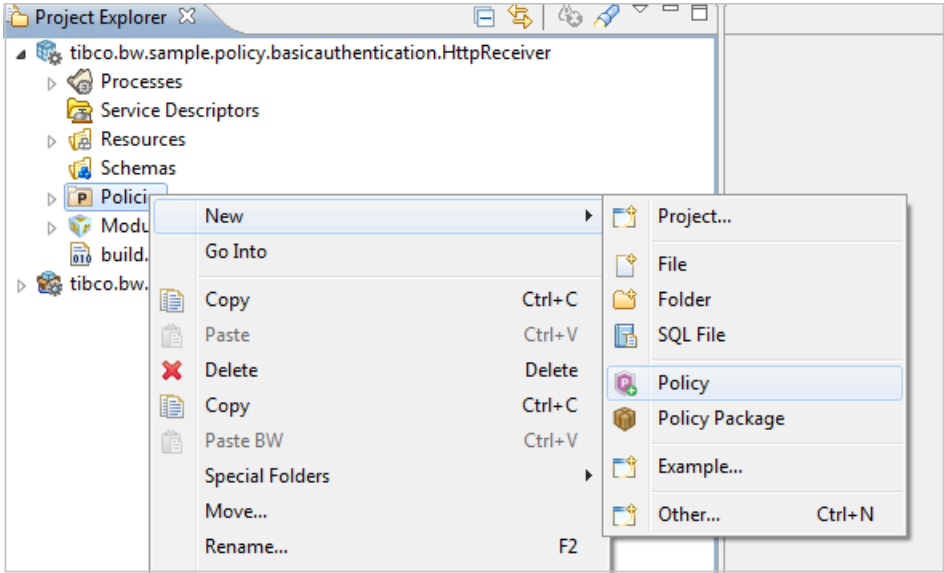 Project Explorer
tibco.bw.sample.policy.basicauthentication.HttpReceiver
Processes
Service Descriptors
Resources
Schemas
Polici
Modu
build.
tibco.bw.
New
Go Into
Copy Ctrl+C
Paste Ctrl+V
Delete Delete
Copy Ctrl+C
Paste BW Ctrl+V
Special Folders
Move...
Rename... F2
Project...
File
Folder
SQL File
Policy
Policy Package
Example...
Other... Ctrl+N